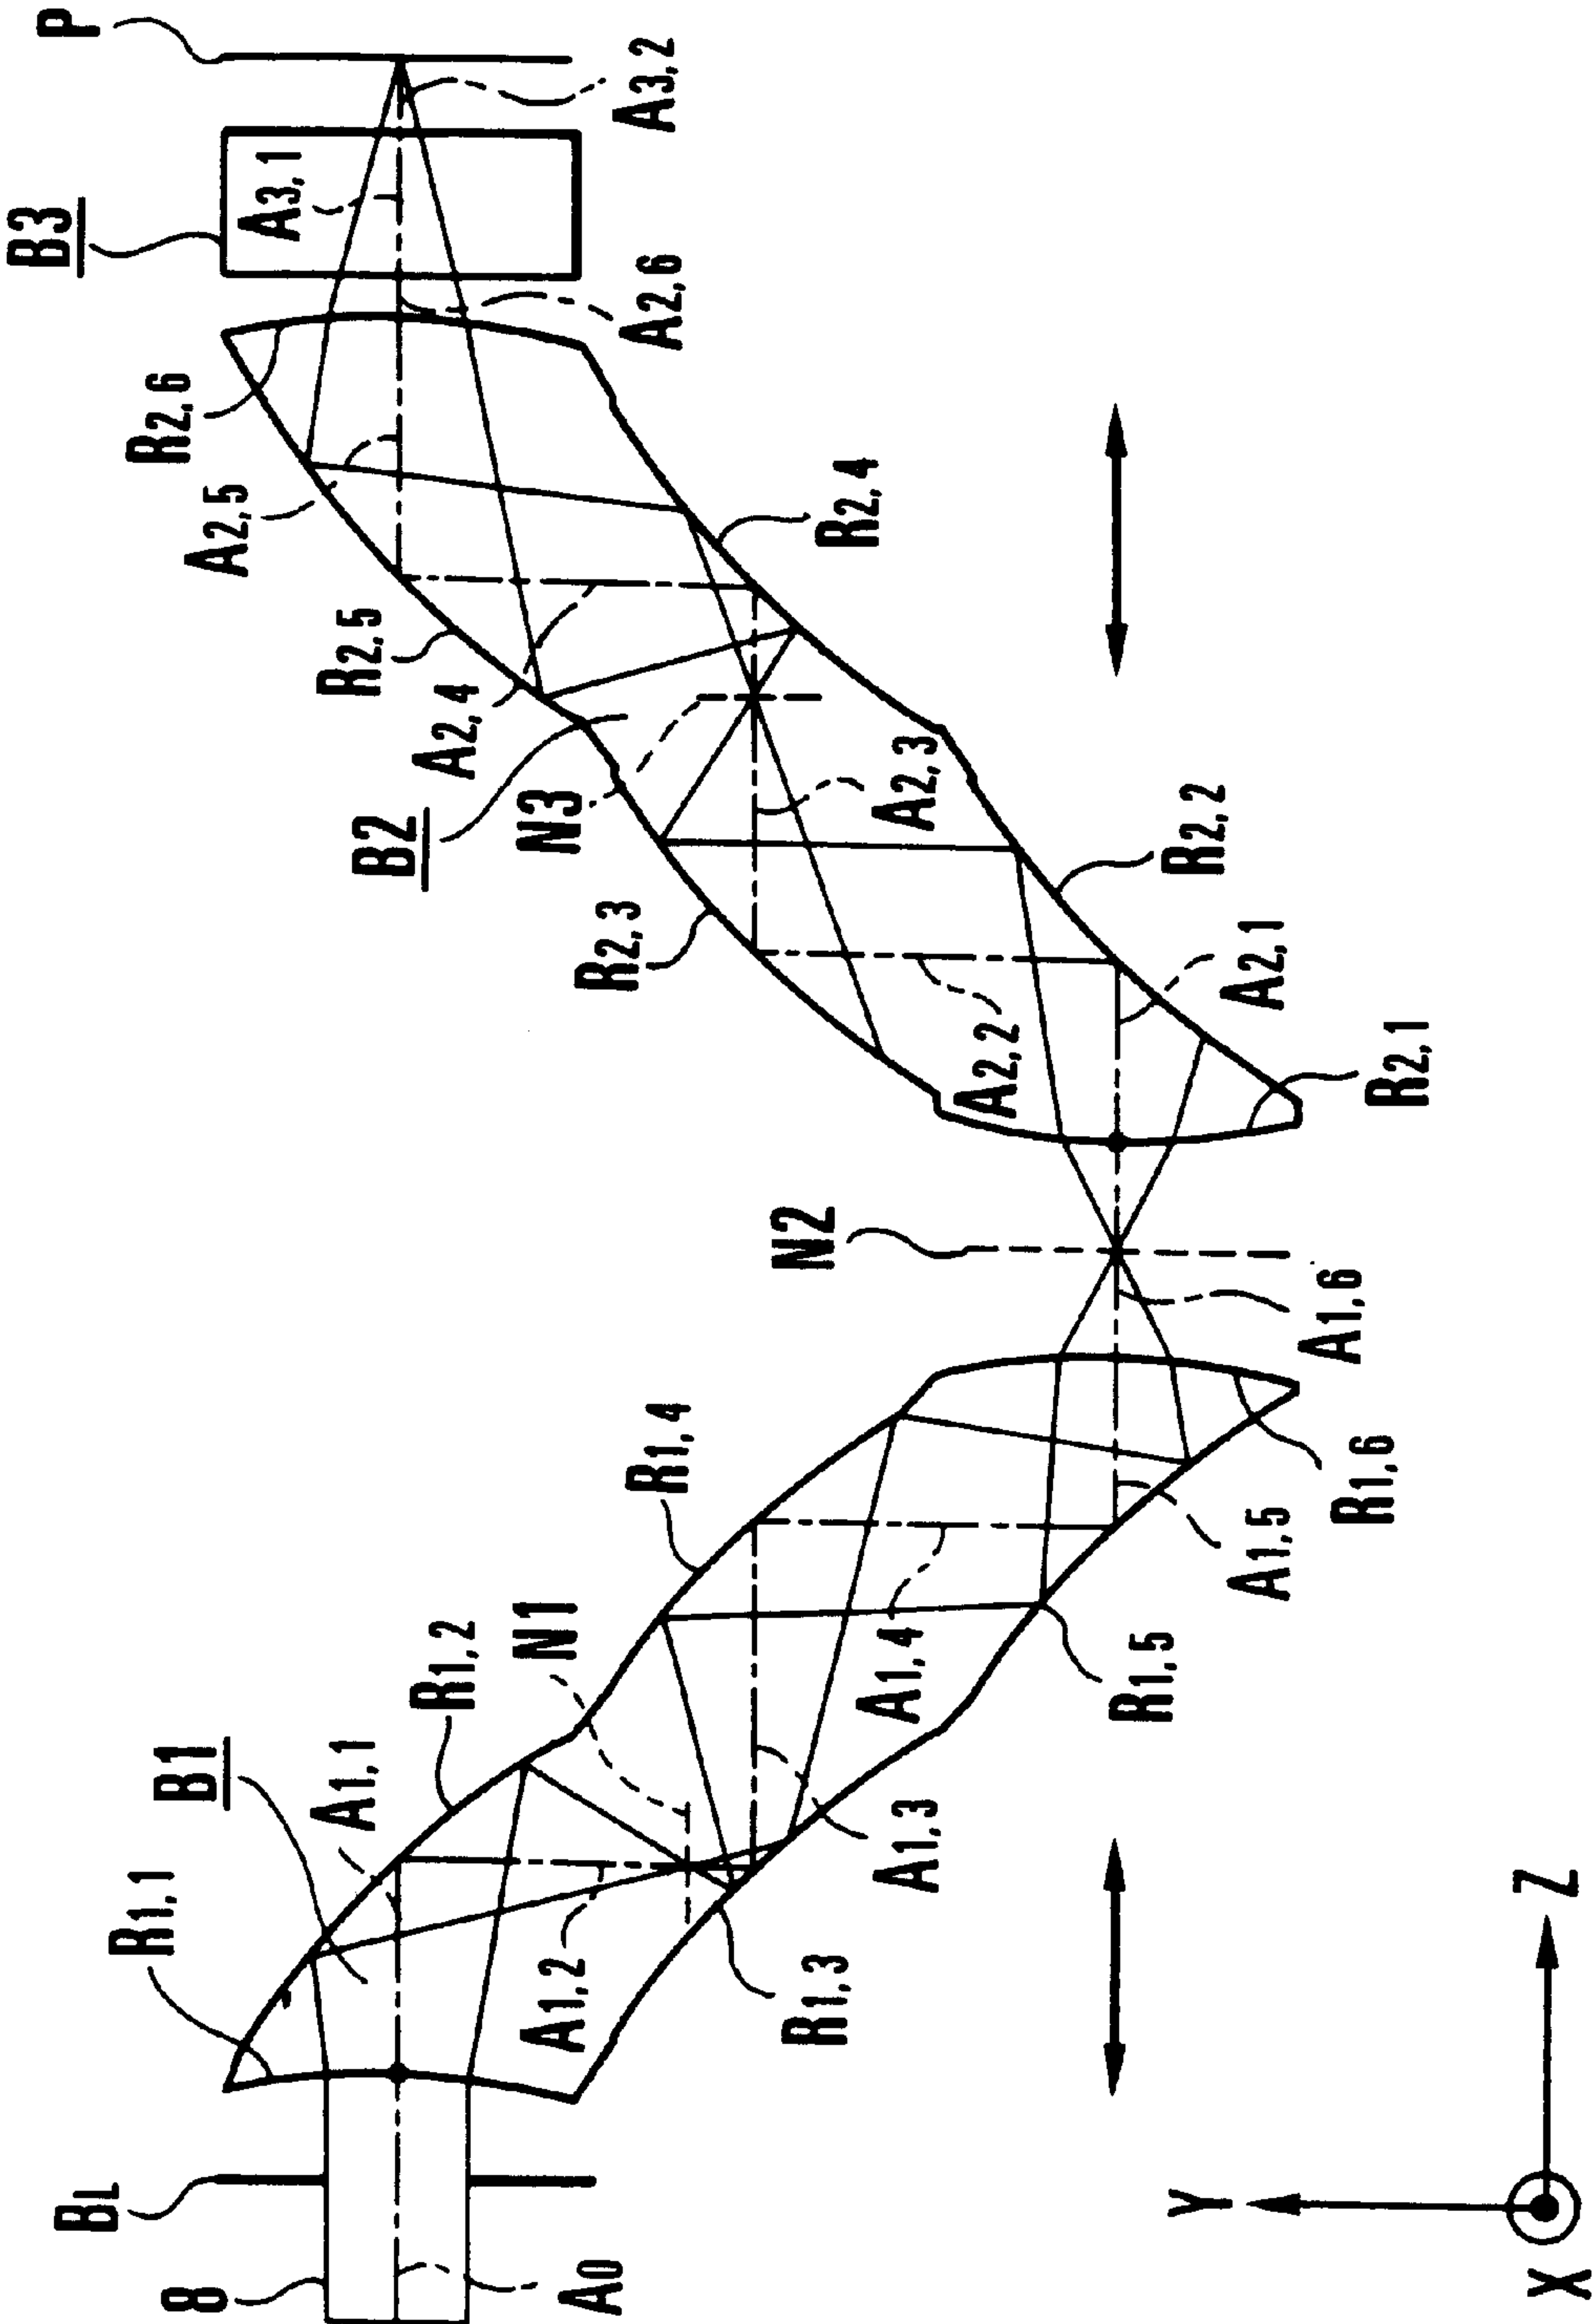 P
B3
A3,1
A3,2
R2,6
A2,6
A2,5
R2,4
R2,5
A2,4
B2
N3
A2,3
R2,3
R2,2
A2,1
A2,2
R2,1
N2
A1,6
R1,4
R1,6
A1,5
N1
R1,2
A1,4
R1,5
B1
A1,1
A1,3
R1,1
A1,2
R1,3
BL
8
A0
Y
X
Z